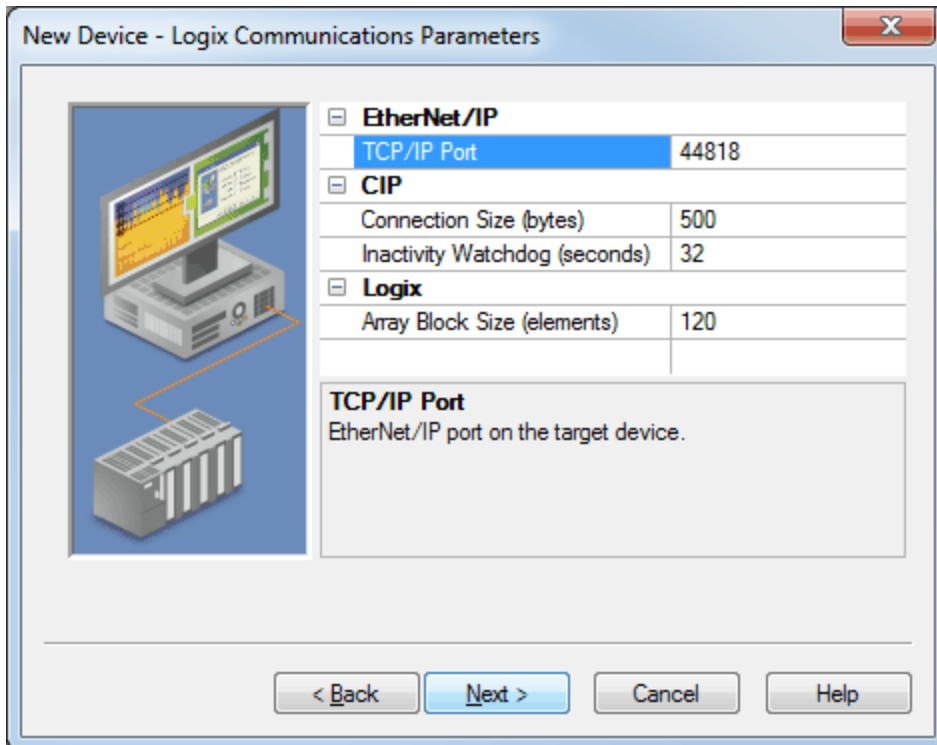 New Device - Logix Communications Parameters
EtherNet/IP
TCP/IP Port 44818
CIP
Connection Size (bytes) 500
Inactivity Watchdog (seconds) 32
Logix
Array Block Size (elements) 120
TCP/IP Port
EtherNet/IP port on the target device.
< Back Next > Cancel Help